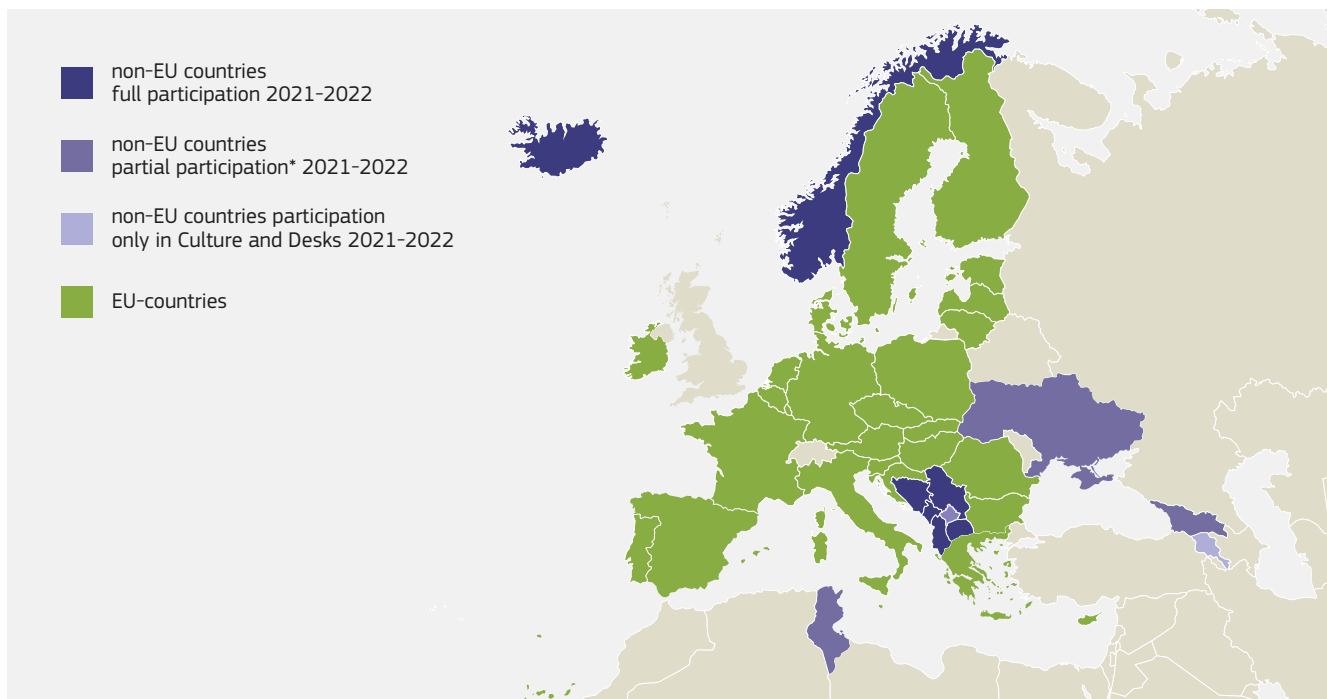 non-EU countries
full participation 2021-2022
non-EU countries
partial participation* 2021-2022
non-EU countries participation
only in Culture and Desks 2021-2022
EU-countries